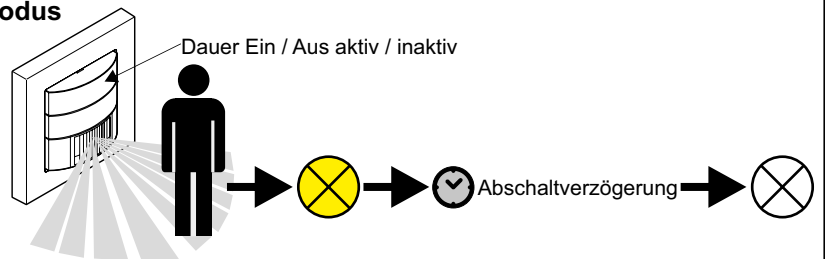 odus
Dauer Ein / Aus aktiv / inaktiv
Abschaltverzögerung